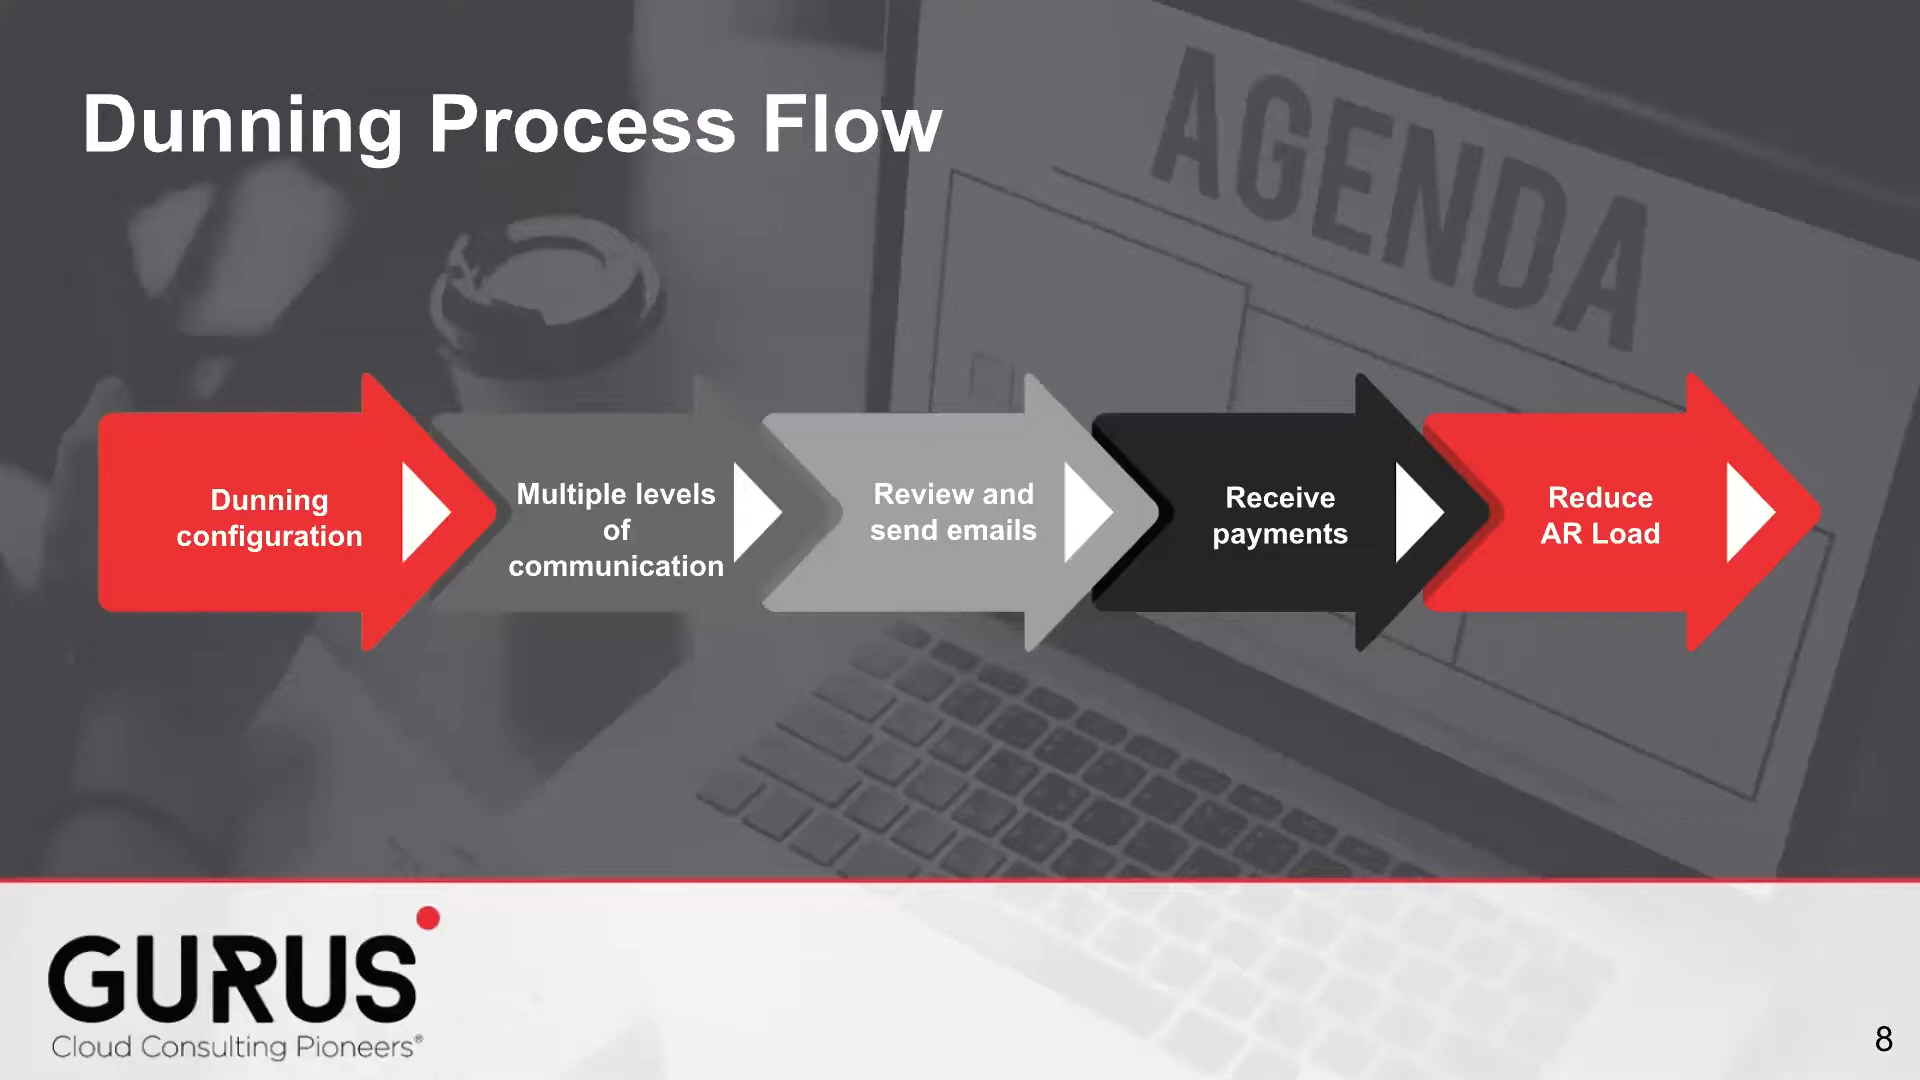 Dunning Process Flow
AGENDA
Dunning
configuration
Multiple levels
of
communication
Review and
send emails
Receive
payments
Reduce
AR Load
GURUS
Cloud Consulting Pioneers®
8